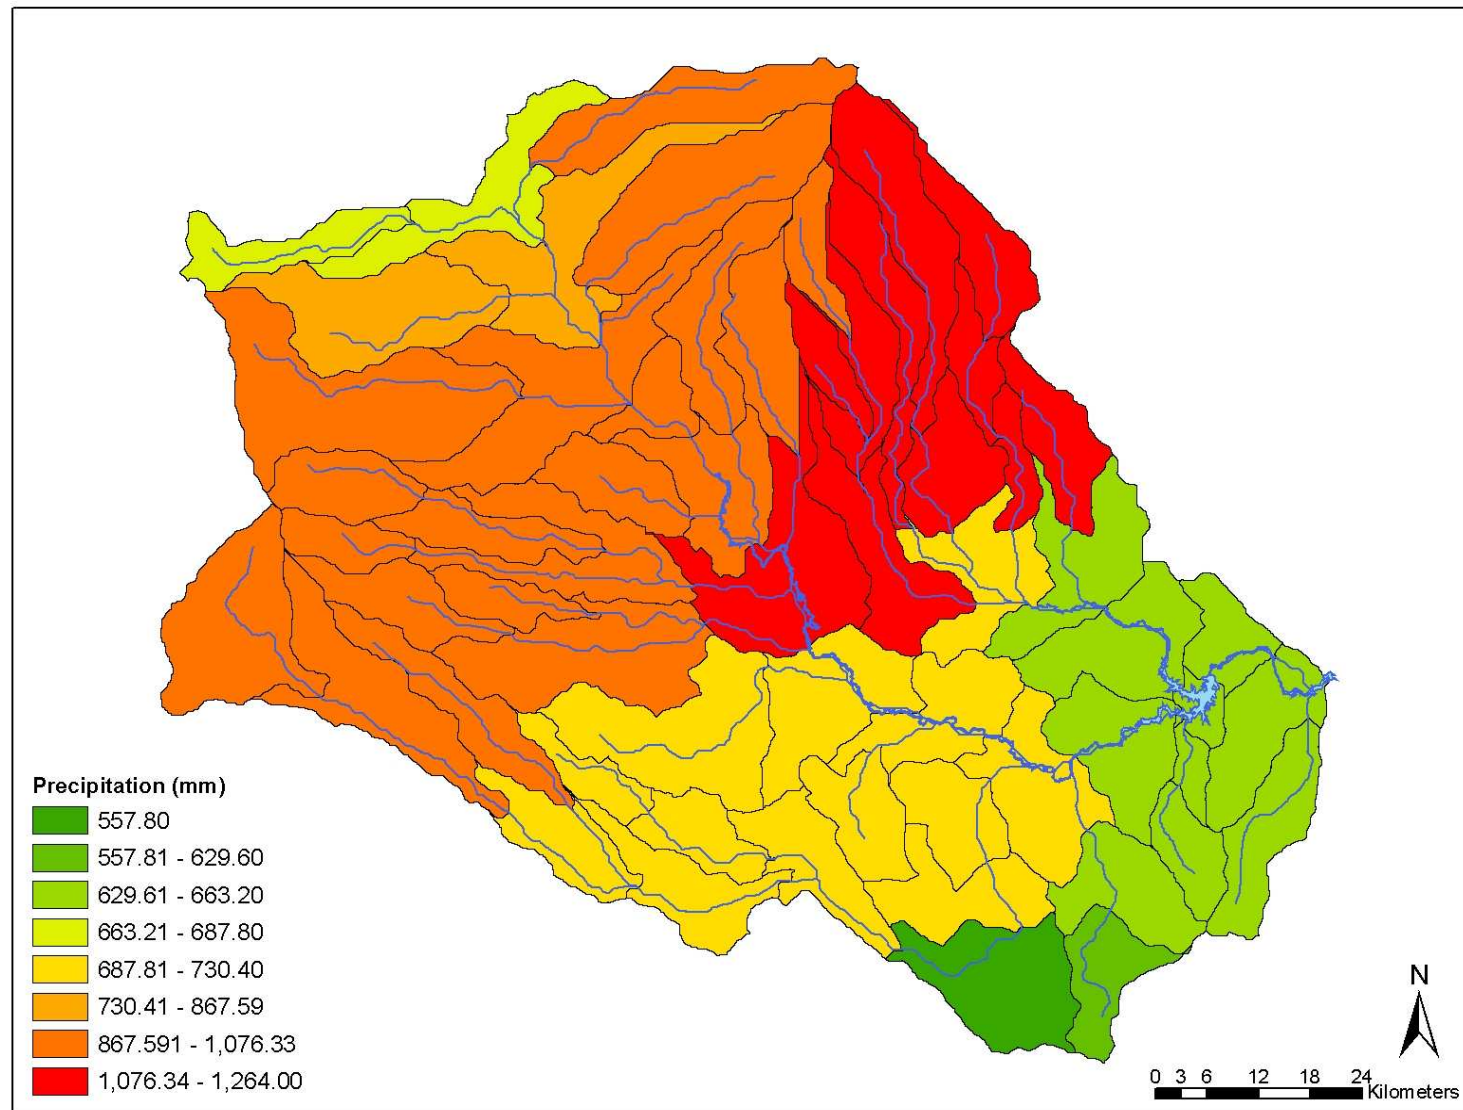 Precipitation (mm)
557.80
557.81 - 629.60
629.61 - 663.20
663.21 - 687.80
687.81 - 730.40
730.41 - 867.59
867.591 - 1,076.33
1,076.34 - 1,264.00
N
0 3 6 12 18 24
Kilometers